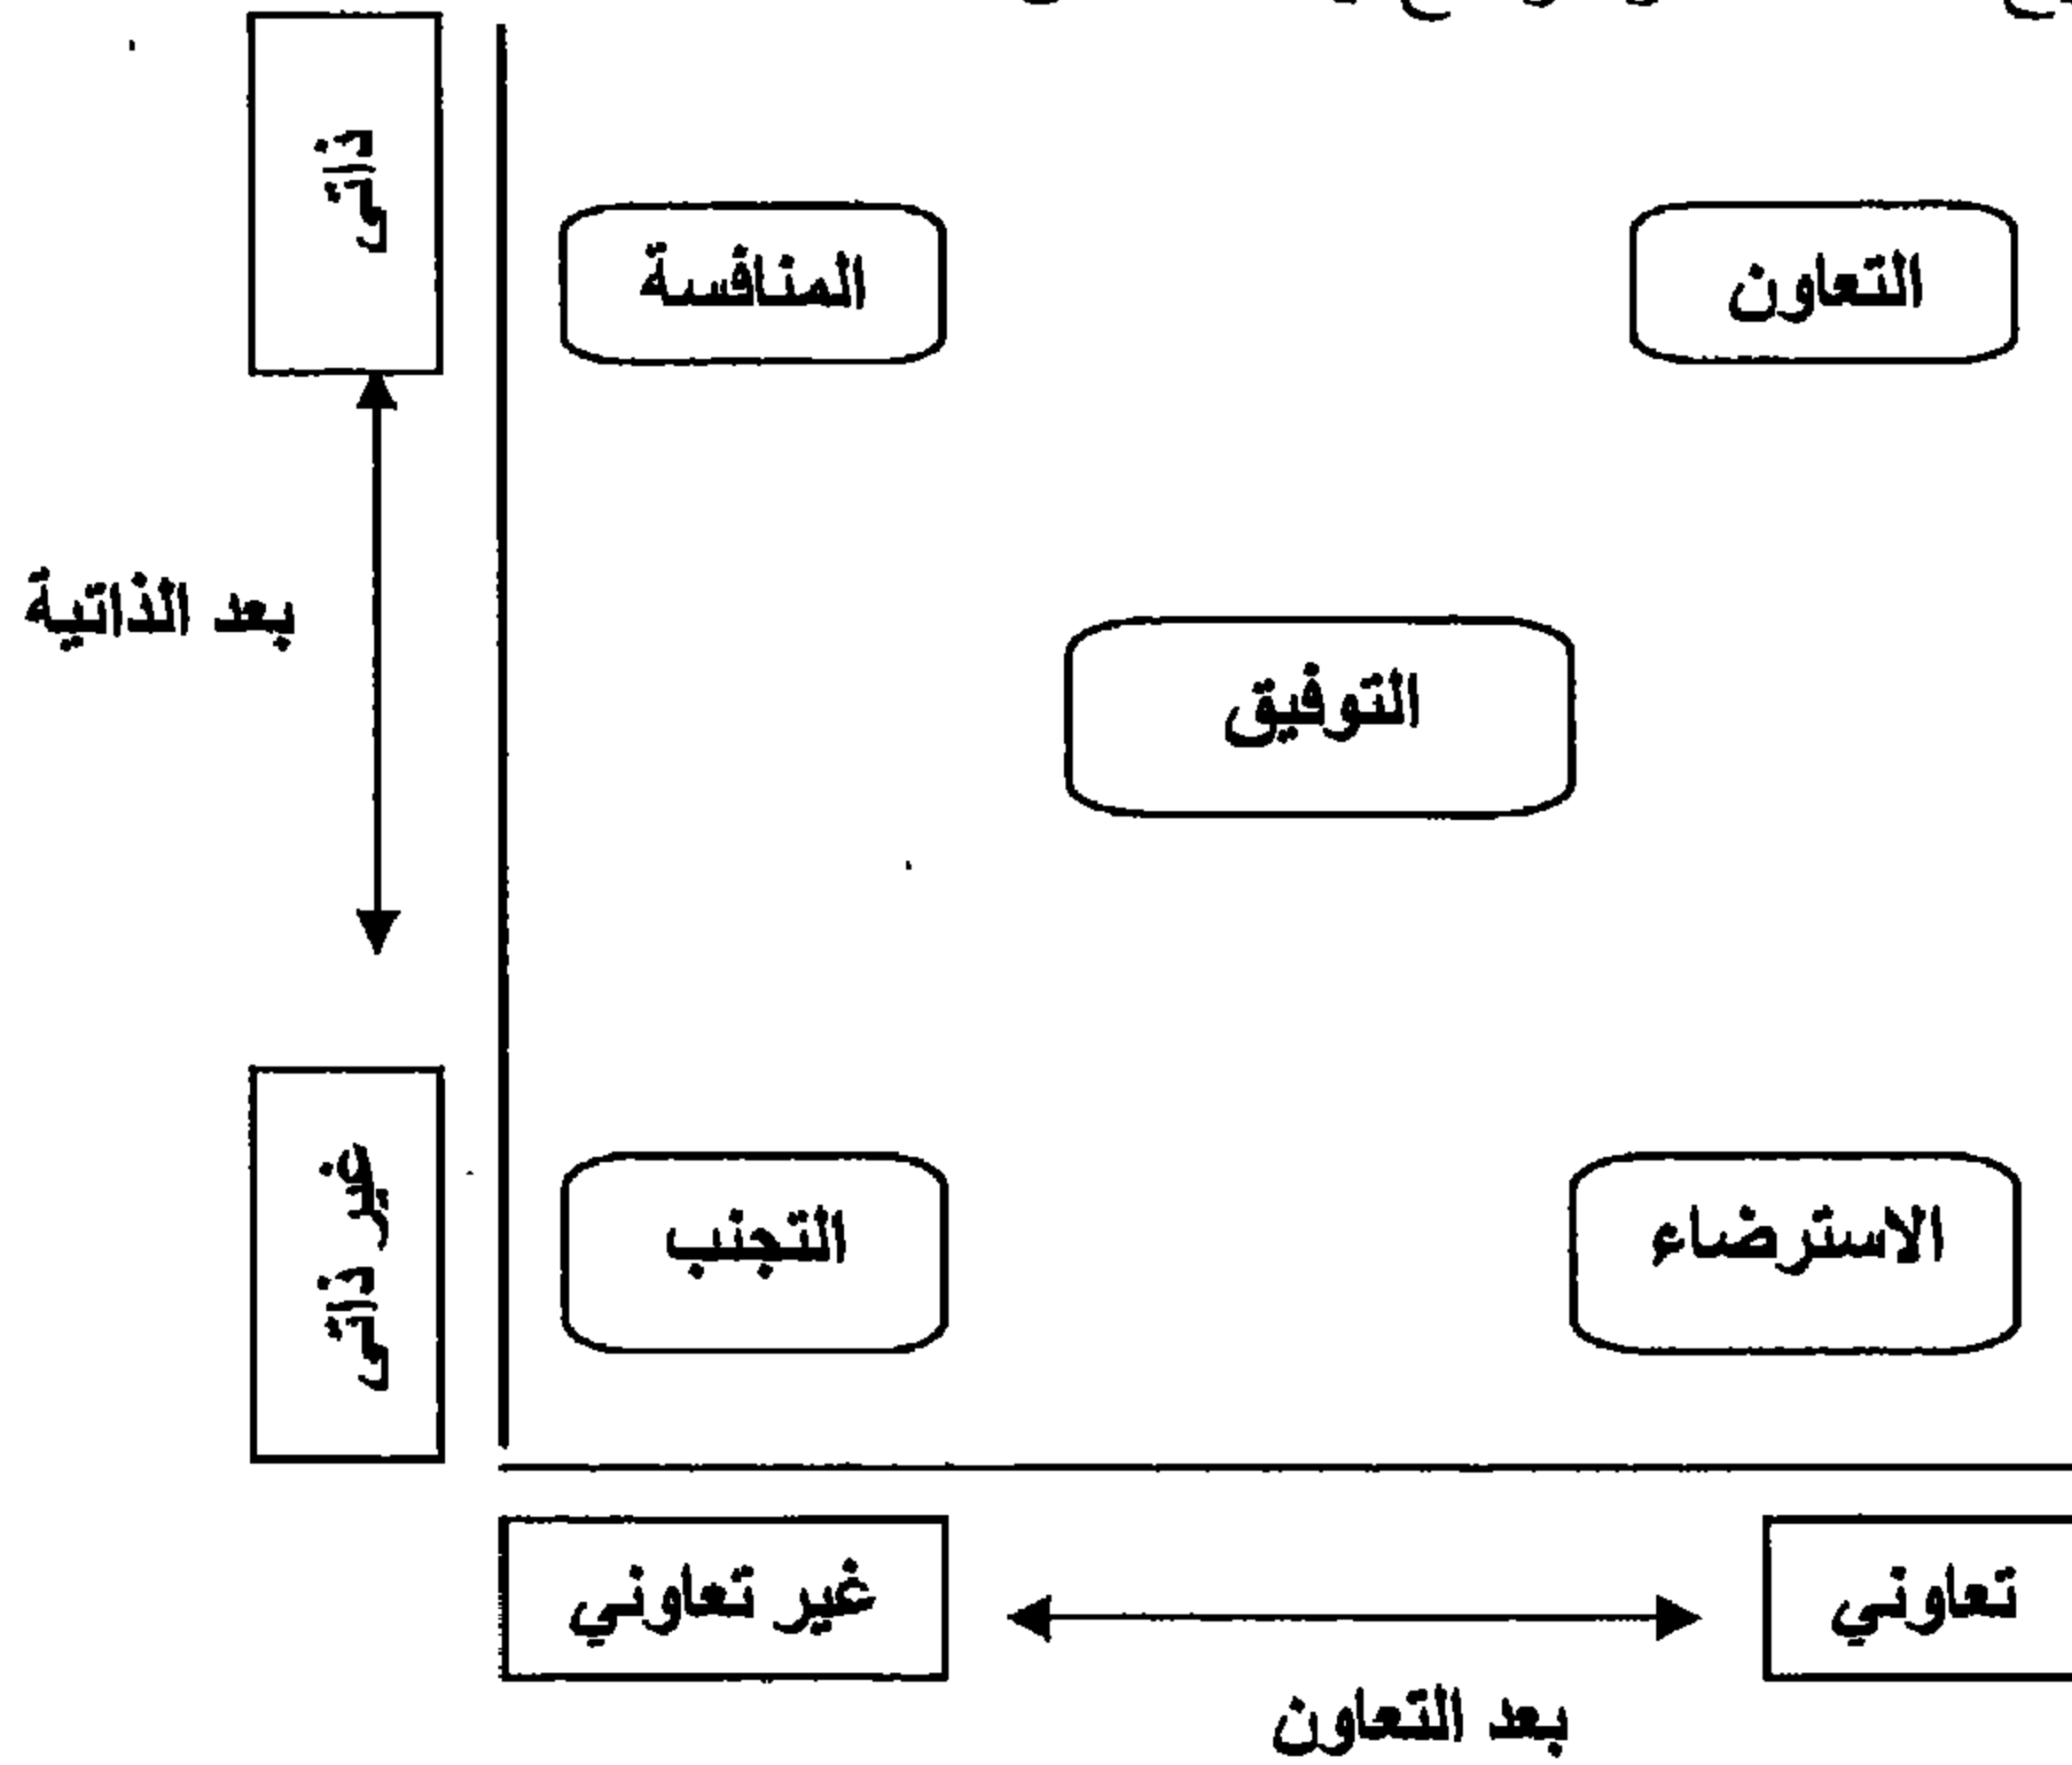 ذاتي
المنافسة
التعاون
بعد الذاتية
التوفيق
غير ذاتي
التجنب
الاسترضاء
غير تعاوني
تعاوني
بعد التعاون